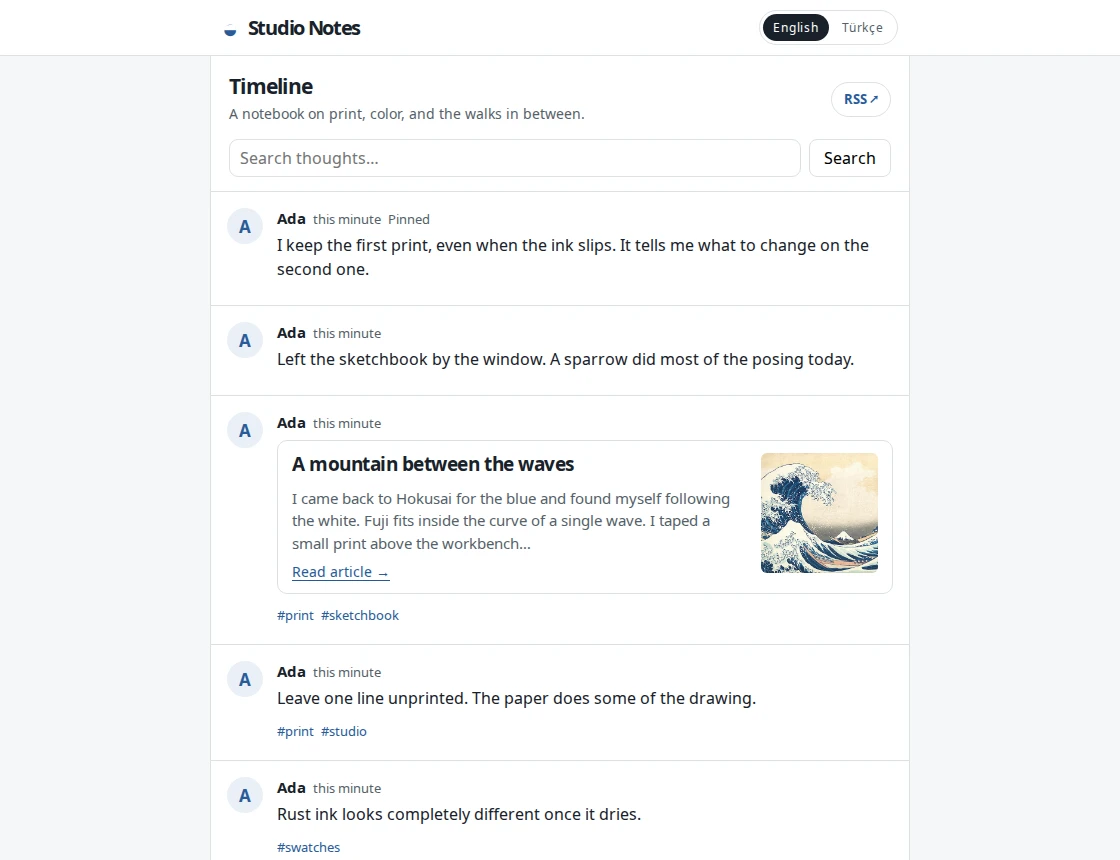 Studio Notes
English
Türkçe
Timeline
A notebook on print, color, and the walks in between.
RSS ↗
Search thoughts...
Search
A
Ada this minute Pinned
I keep the first print, even when the ink slips. It tells me what to change on the
second one.
A
Ada this minute
Left the sketchbook by the window. A sparrow did most of the posing today.
A
Ada this minute
A mountain between the waves
I came back to Hokusai for the blue and found myself following
the white. Fuji fits inside the curve of a single wave. I taped a
small print above the workbench...
Read article →
#print #sketchbook
A
Ada this minute
Leave one line unprinted. The paper does some of the drawing.
#print #studio
A
Ada this minute
Rust ink looks completely different once it dries.
#swatches